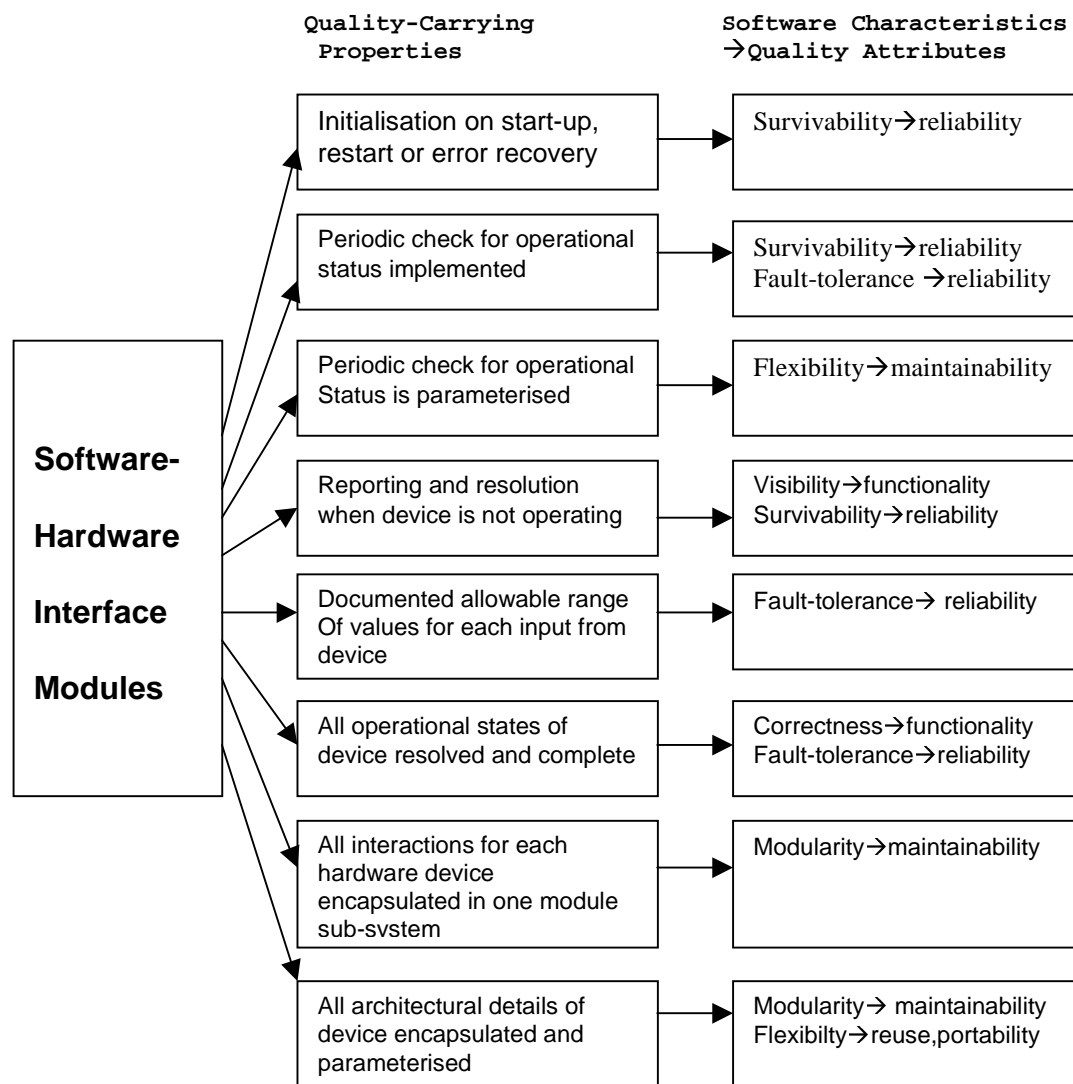 Quality-Carrying
Properties
Software Characteristics
→Quality Attributes
Software-
Hardware
Interface
Modules
Initialisation on start-up,
restart or error recovery
Survivability→reliability
Periodic check for operational
status implemented
Survivability→reliability
Fault-tolerance →reliability
Periodic check for operational
Status is parameterised
Flexibility→maintainability
Reporting and resolution
when device is not operating
Visibility→functionality
Survivability→reliability
Documented allowable range
Of values for each input from
device
Fault-tolerance→ reliability
All operational states of
device resolved and complete
Correctness→functionality
Fault-tolerance→reliability
All interactions for each
hardware device
encapsulated in one module
sub-system
Modularity→maintainability
All architectural details of
device encapsulated and
parameterised
Modularity→ maintainability
Flexibilty→reuse,portability